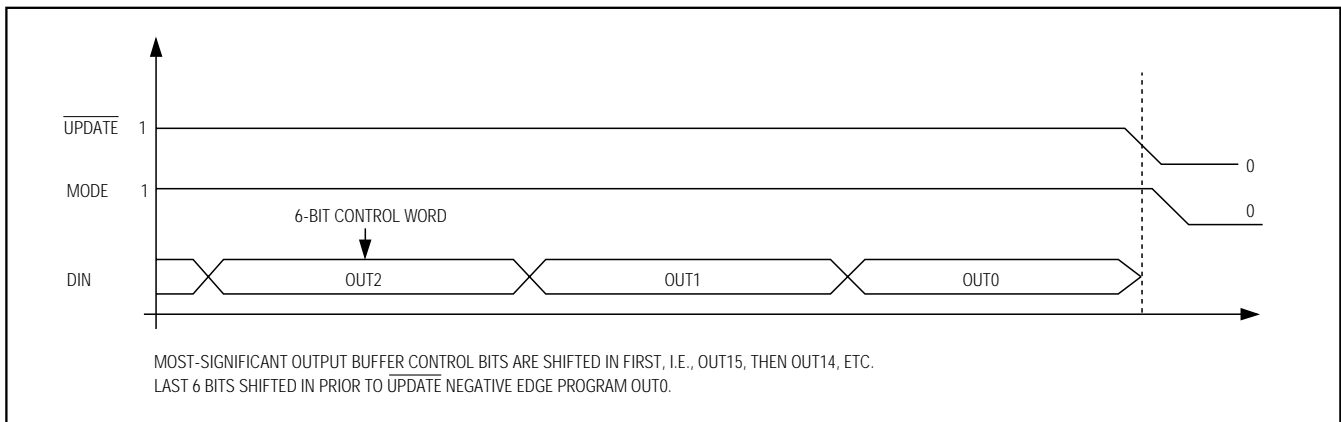 UPDATE 1
0
MODE 1
0
6-BIT CONTROL WORD
DIN OUT2 OUT1 OUT0
MOST-SIGNIFICANT OUTPUT BUFFER CONTROL BITS ARE SHIFTED IN FIRST, I.E., OUT15, THEN OUT14, ETC.
LAST 6 BITS SHIFTED IN PRIOR TO UPDATE NEGATIVE EDGE PROGRAM OUT0.